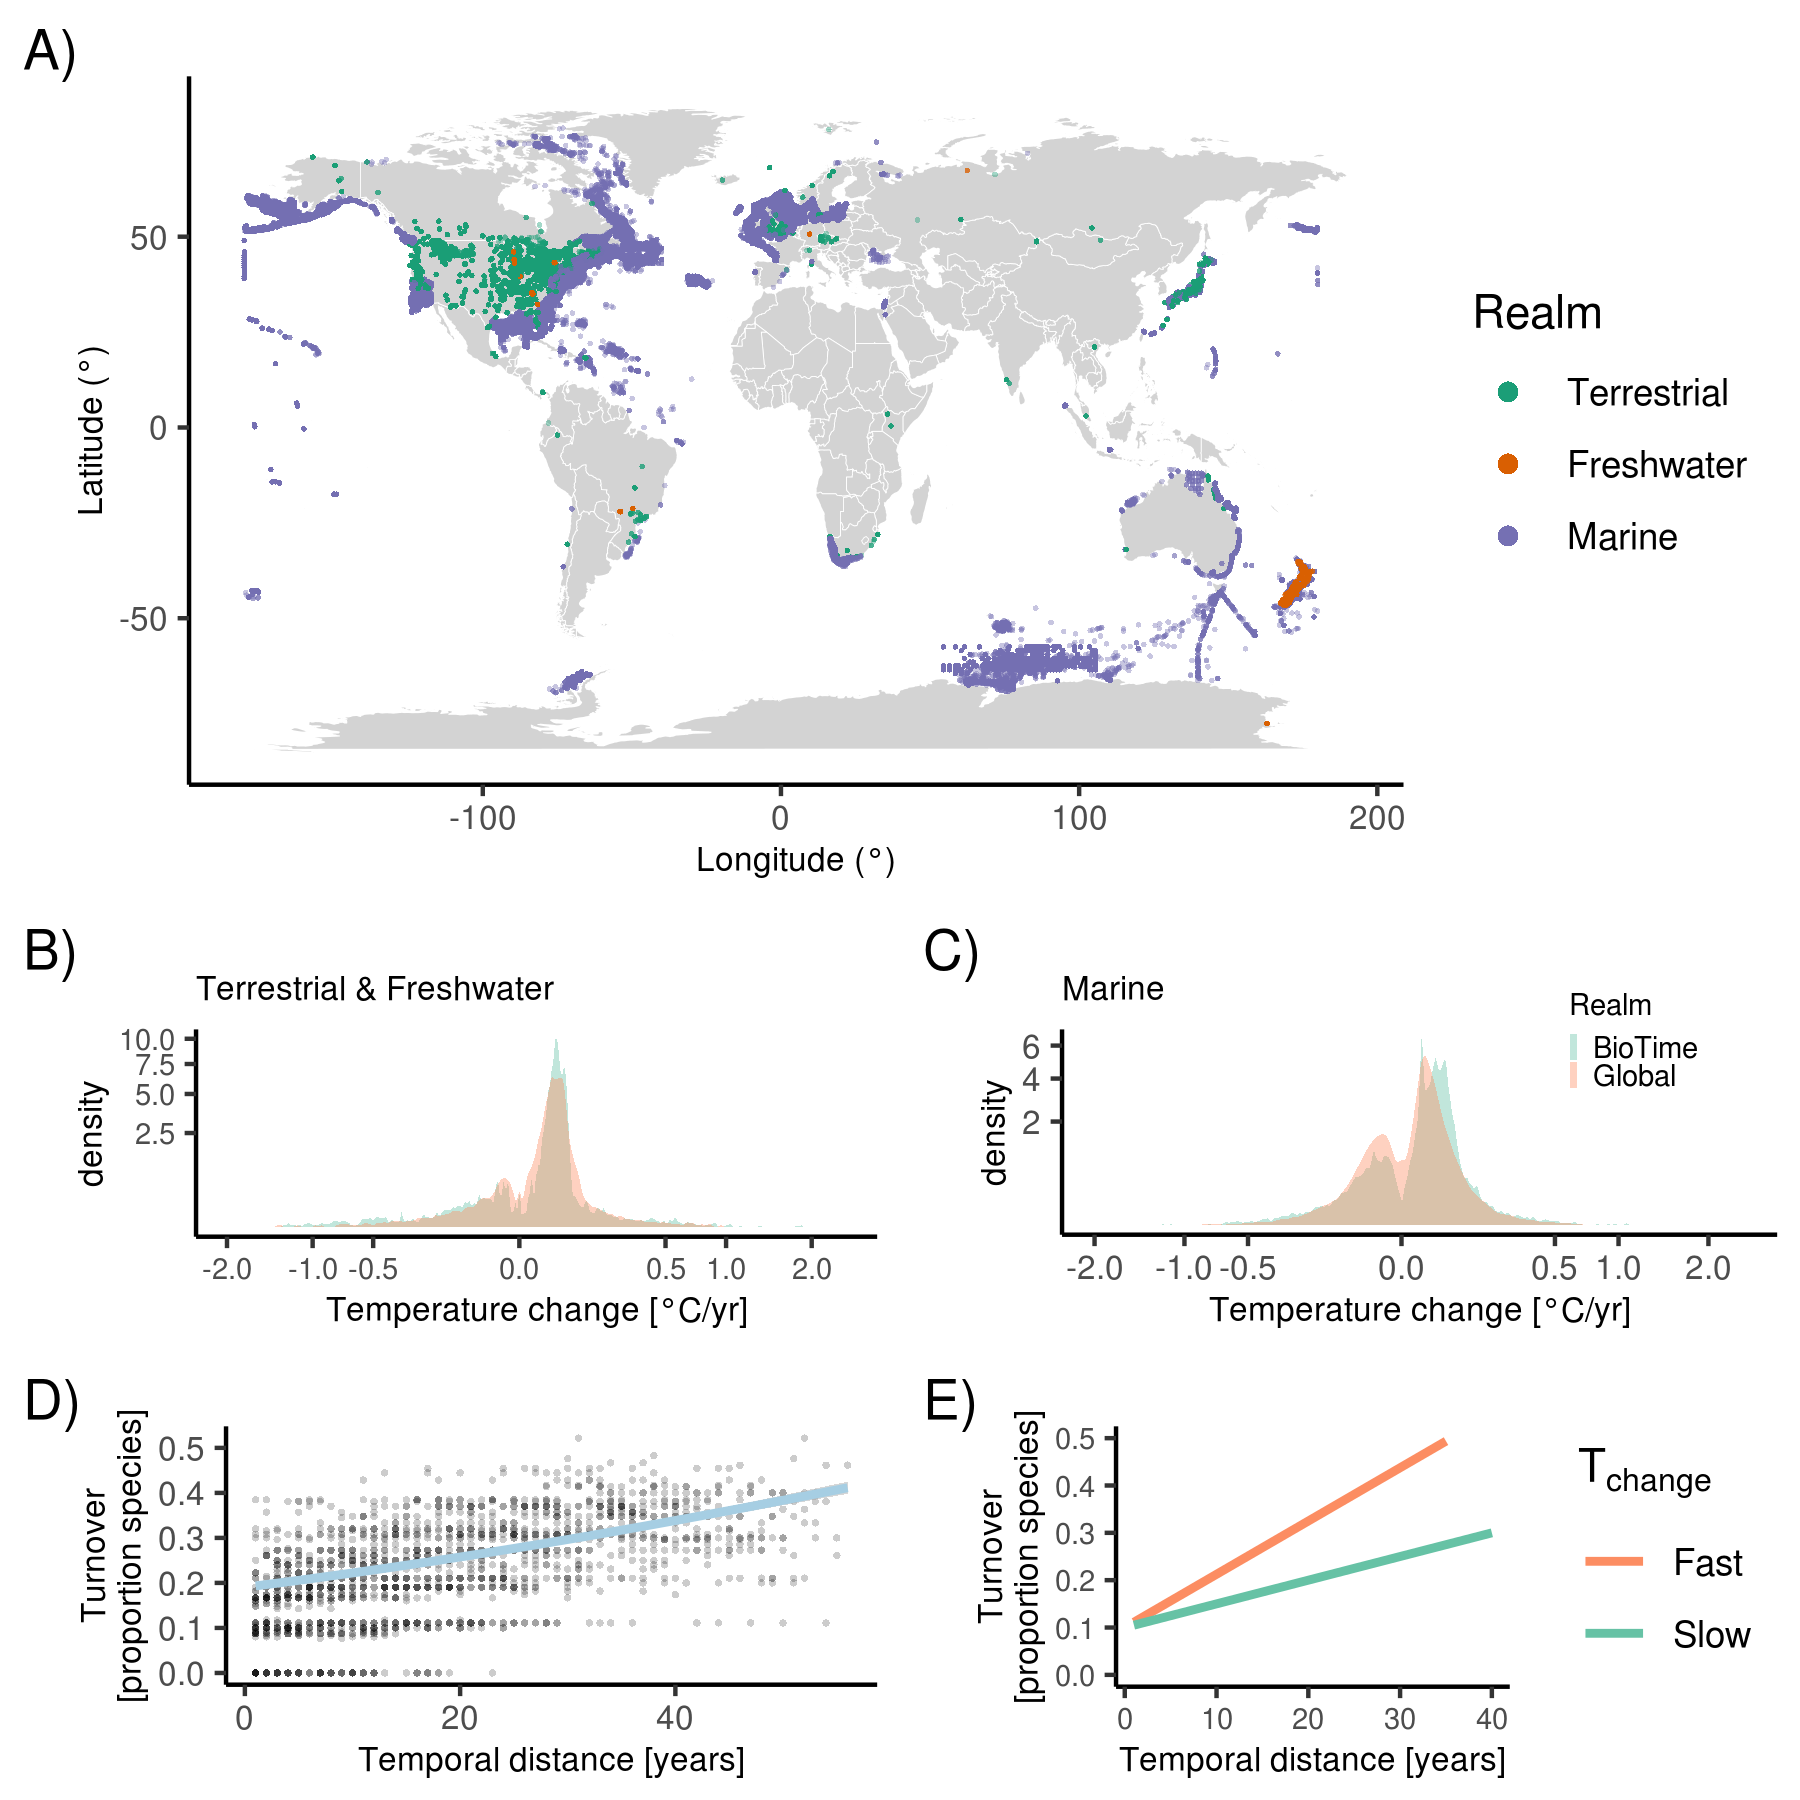 A)
50
0
-50
Latitude (°)
-100 0 100 200
Longitude (°)
Realm
Terrestrial
Freshwater
Marine
B)
Terrestrial & Freshwater
10.0
7.5
5.0
2.5
density
-2.0 -1.0 -0.5 0.0 0.5 1.0 2.0
Temperature change [°C/yr]
C)
Marine
6
4
2
density
-2.0 -1.0 -0.5 0.0 0.5 1.0 2.0
Temperature change [°C/yr]
Realm
BioTime
Global
D)
Turnover
[proportion species]
0.5
0.4
0.3
0.2
0.1
0.0
0 20 40
Temporal distance [years]
E)
Turnover
[proportion species]
0.5
0.4
0.3
0.2
0.1
0.0
0 10 20 30 40
Temporal distance [years]
Tchange
Fast
Slow